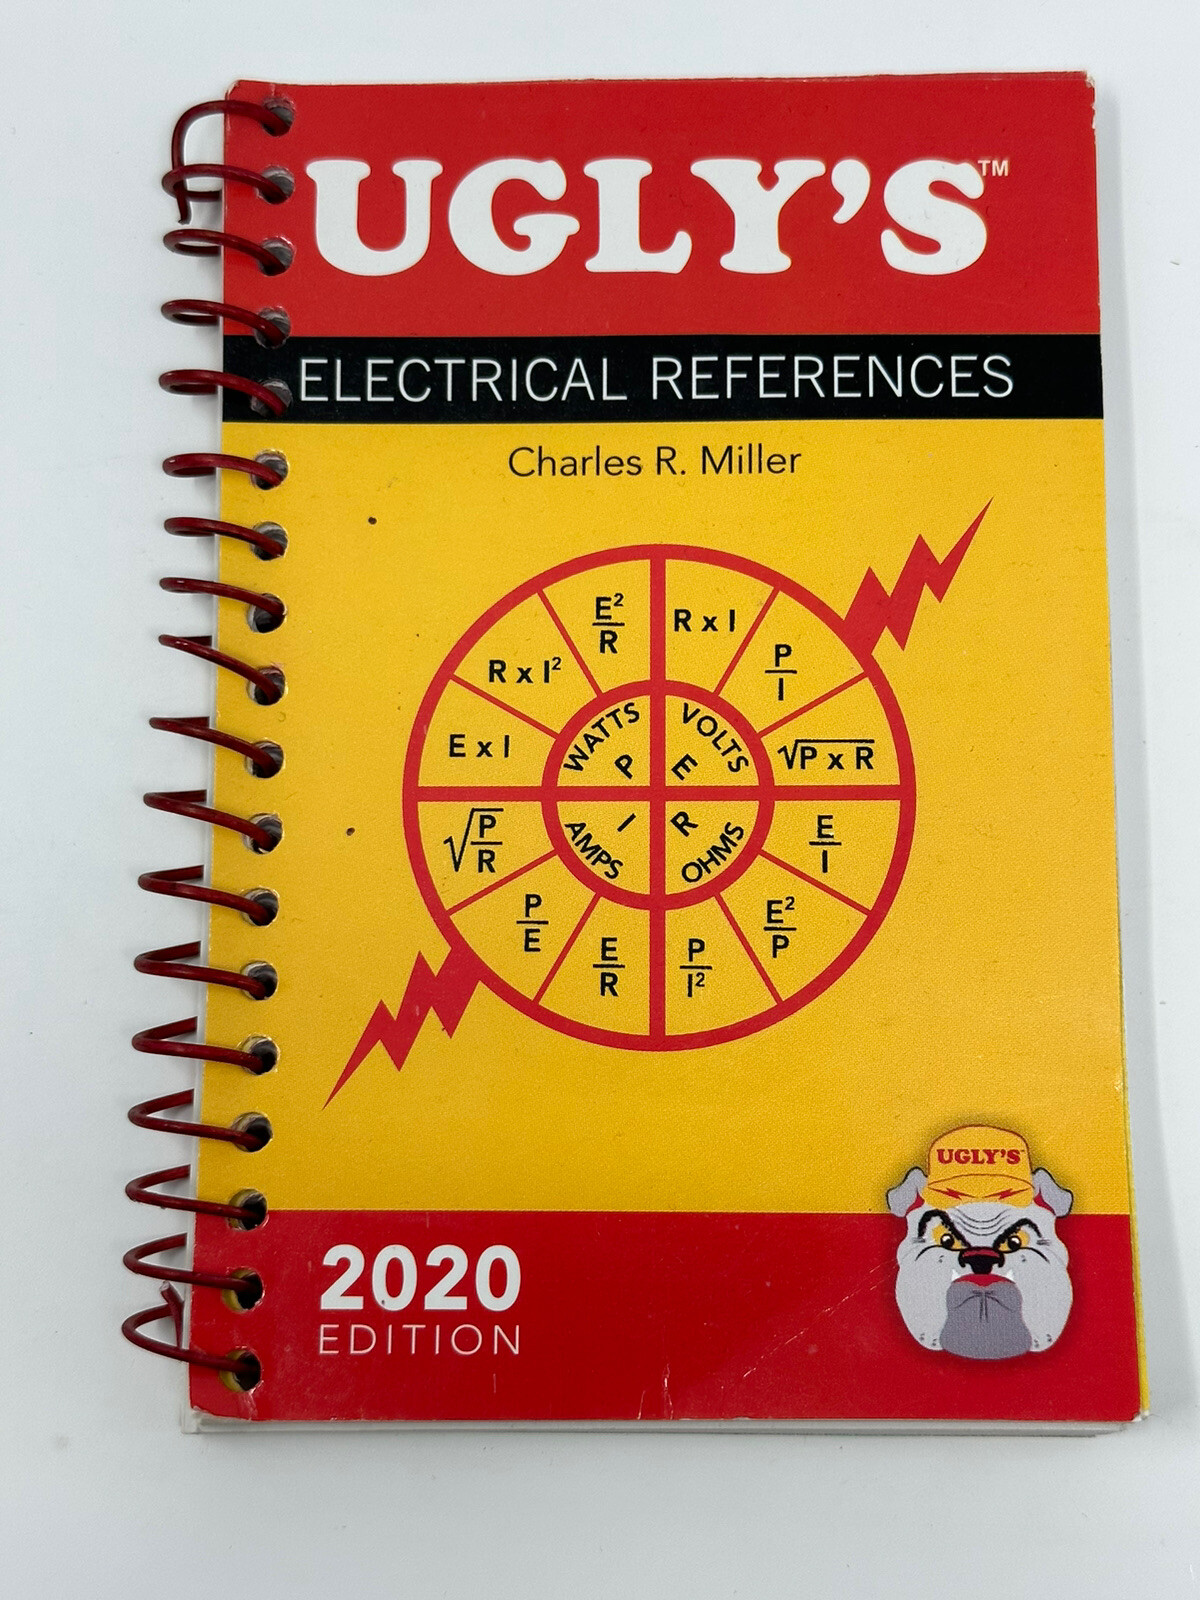 UGLY'S™
ELECTRICAL REFERENCES
Charles R. Miller
E²
R
R x I
R x I²
P
I
E x I
√P x R
WATTS
VOLTS
P
E
I
R
AMPS
OHMS
√P
R
E
I
P
E
E²
P
E
R
P
I²
UGLY'S
2020
EDITION